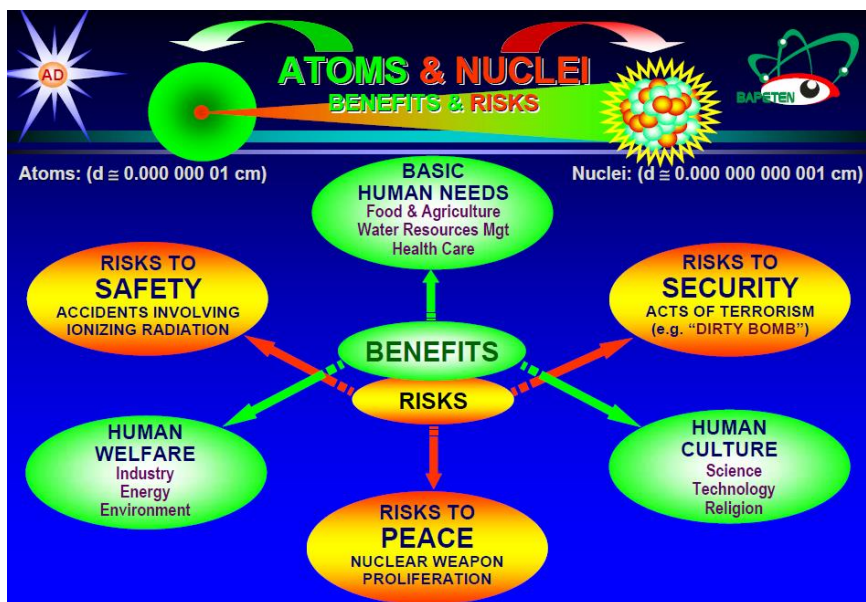 AD
ATOMS & NUCLEI
BENEFITS & RISKS
BAPETEN
Atoms: (d ≅ 0.000 000 01 cm)
Nuclei: (d ≅ 0.000 000 000 001 cm)
BASIC
HUMAN NEEDS
Food & Agriculture
Water Resources Mgt
Health Care
RISKS TO
SAFETY
ACCIDENTS INVOLVING
IONIZING RADIATION
RISKS TO
SECURITY
ACTS OF TERRORISM
(e.g. “DIRTY BOMB”)
BENEFITS
RISKS
HUMAN
WELFARE
Industry
Energy
Environment
HUMAN
CULTURE
Science
Technology
Religion
RISKS TO
PEACE
NUCLEAR WEAPON
PROLIFERATION